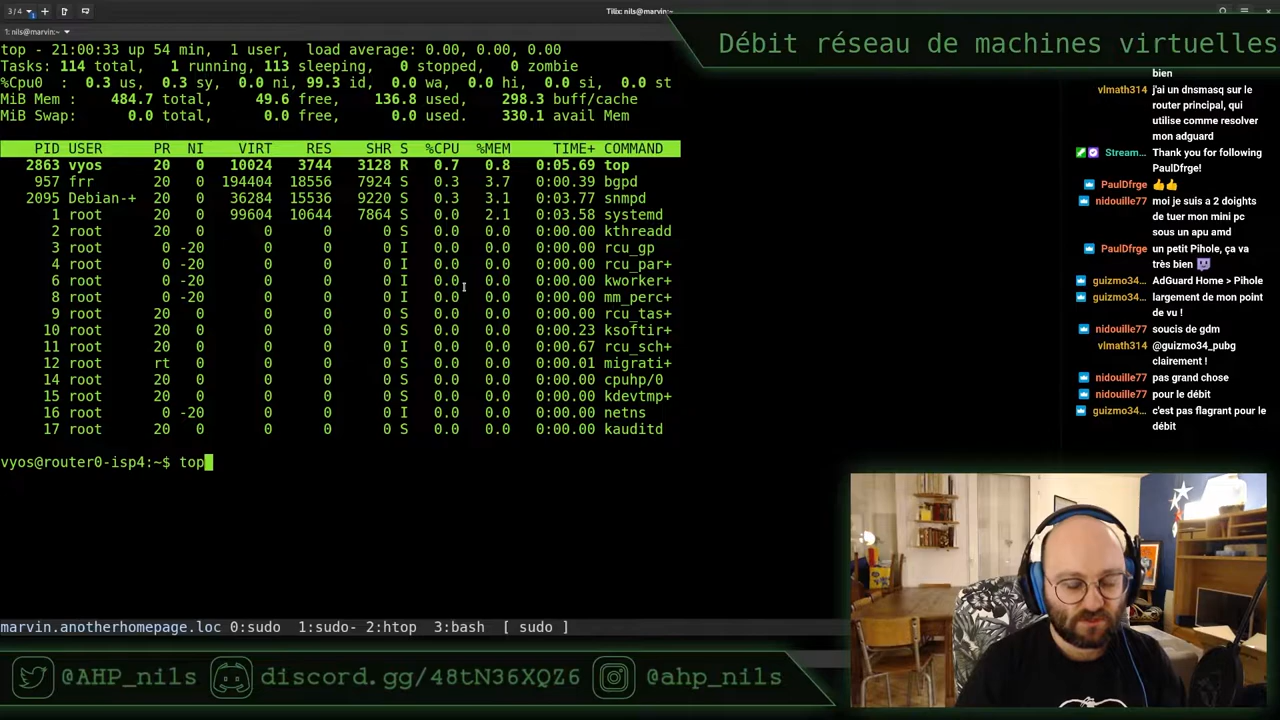 3/4
Tilix: nils@marvin:~
1: nils@marvin:~
Débit réseau de machines virtuelles
top - 21:00:33 up 54 min, 1 user, load average: 0.00, 0.00, 0.00
Tasks: 114 total, 1 running, 113 sleeping, 0 stopped, 0 zombie
%Cpu0 : 0.3 us, 0.3 sy, 0.0 ni, 99.3 id, 0.0 wa, 0.0 hi, 0.0 si, 0.0 st
MiB Mem : 484.7 total, 49.6 free, 136.8 used, 298.3 buff/cache
MiB Swap: 0.0 total, 0.0 free, 0.0 used. 330.1 avail Mem
PID USER PR NI VIRT RES SHR S %CPU %MEM TIME+ COMMAND
2863 vyos 20 0 10024 3744 3128 R 0.7 0.8 0:05.69 top
957 frr 20 0 194404 18556 7924 S 0.3 3.7 0:00.39 bgpd
2095 Debian-+ 20 0 36284 15536 9220 S 0.3 3.1 0:03.77 snmpd
1 root 20 0 99604 10644 7864 S 0.0 2.1 0:03.58 systemd
2 root 20 0 0 0 0 S 0.0 0.0 0:00.00 kthreadd
3 root 0 -20 0 0 0 I 0.0 0.0 0:00.00 rcu_gp
4 root 0 -20 0 0 0 I 0.0 0.0 0:00.00 rcu_par+
6 root 0 -20 0 0 0 I 0.0 0.0 0:00.00 kworker+
8 root 0 -20 0 0 0 I 0.0 0.0 0:00.00 mm_perc+
9 root 20 0 0 0 0 S 0.0 0.0 0:00.00 rcu_tas+
10 root 20 0 0 0 0 S 0.0 0.0 0:00.23 ksoftir+
11 root 20 0 0 0 0 I 0.0 0.0 0:00.67 rcu_sch+
12 root rt 0 0 0 0 S 0.0 0.0 0:00.01 migrati+
14 root 20 0 0 0 0 S 0.0 0.0 0:00.00 cpuhp/0
15 root 20 0 0 0 0 S 0.0 0.0 0:00.00 kdevtmp+
16 root 0 -20 0 0 0 I 0.0 0.0 0:00.00 netns
17 root 20 0 0 0 0 S 0.0 0.0 0:00.00 kauditd
vyos@router0-isp4:~$ top
marvin.anotherhomepage.loc 0:sudo 1:sudo- 2:htop 3:bash [ sudo ]
bien
vlmath314 j'ai un dnsmasq sur le
router principal, qui
utilise comme resolver
mon adguard
Stream... Thank you for following
PaulDfrge!
PaulDfrge 👍👍
nidouille77 moi je suis a 2 doights
de tuer mon mini pc
sous un apu amd
PaulDfrge un petit Pihole, ça va
très bien
guizmo34... AdGuard Home > Pihole
guizmo34... largement de mon point
de vu !
nidouille77 soucis de gdm
vlmath314 @guizmo34_pubg
clairement !
nidouille77 pas grand chose
nidouille77 pour le débit
guizmo34... c'est pas flagrant pour le
débit
@AHP_nils discord.gg/48tN36XQZ6 @ahp_nils